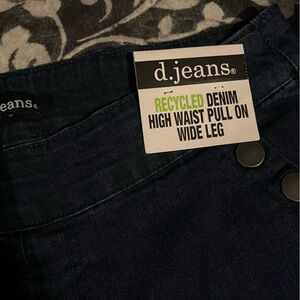 d.jeans®
RECYCLED DENIM
HIGH WAIST PULL ON
WIDE LEG
jeans.